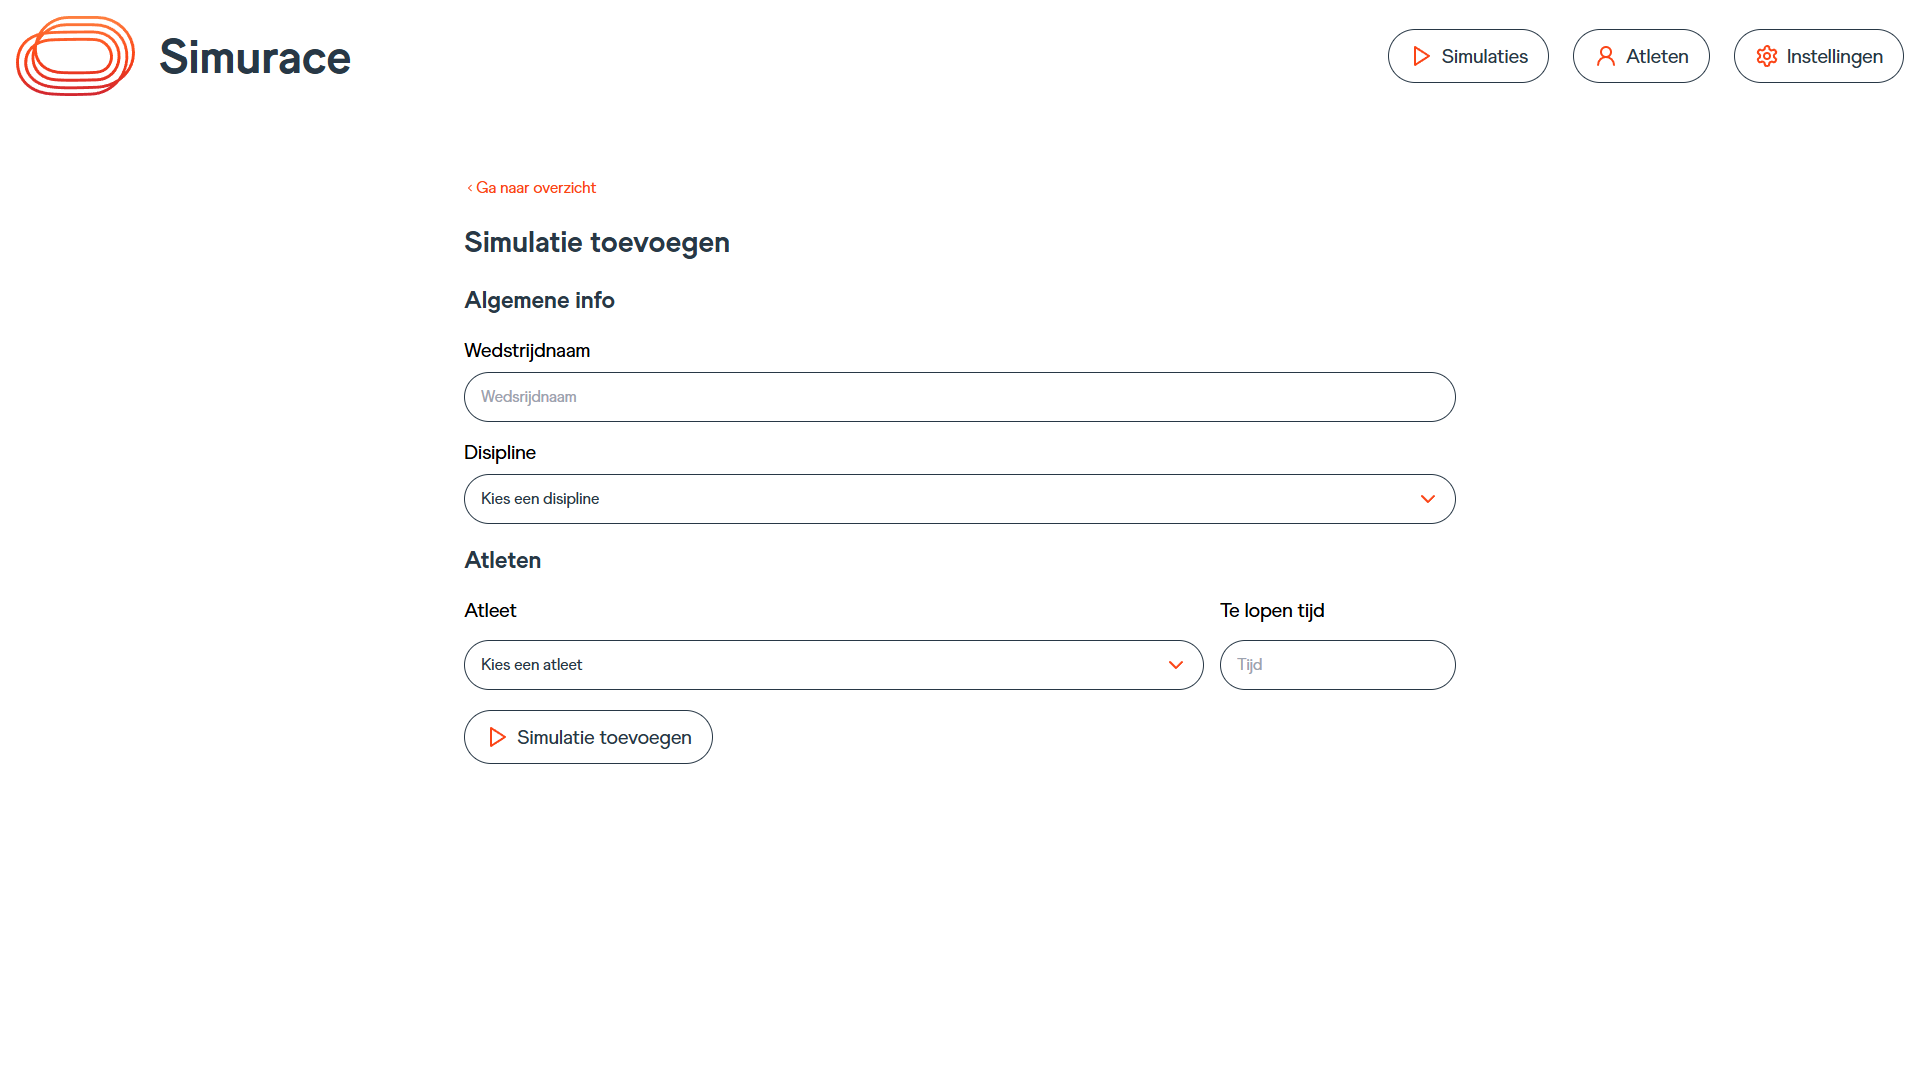 Simurace
Simulaties
Atleten
Instellingen
‹ Ga naar overzicht
Simulatie toevoegen
Algemene info
Wedstrijdnaam
Wedsrijdnaam
Disipline
Kies een disipline
Atleten
Atleet
Te lopen tijd
Kies een atleet
Tijd
Simulatie toevoegen